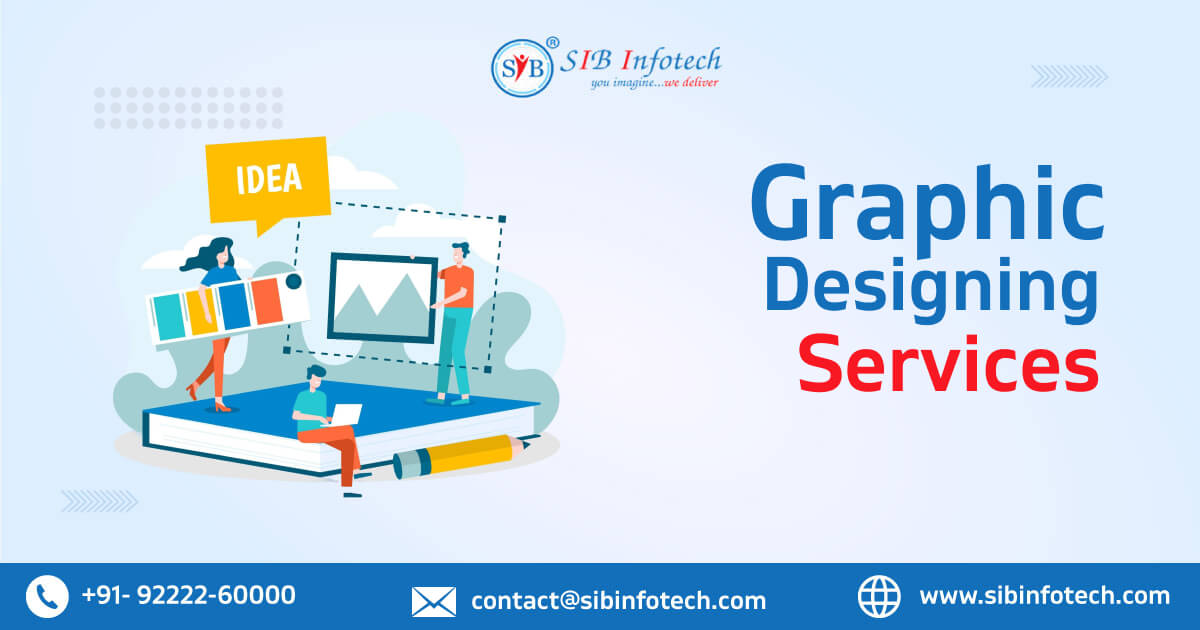 SYB
®
SIB Infotech
you imagine...we deliver
IDEA
Graphic
Designing
Services
+91- 92222-60000
contact@sibinfotech.com
www.sibinfotech.com